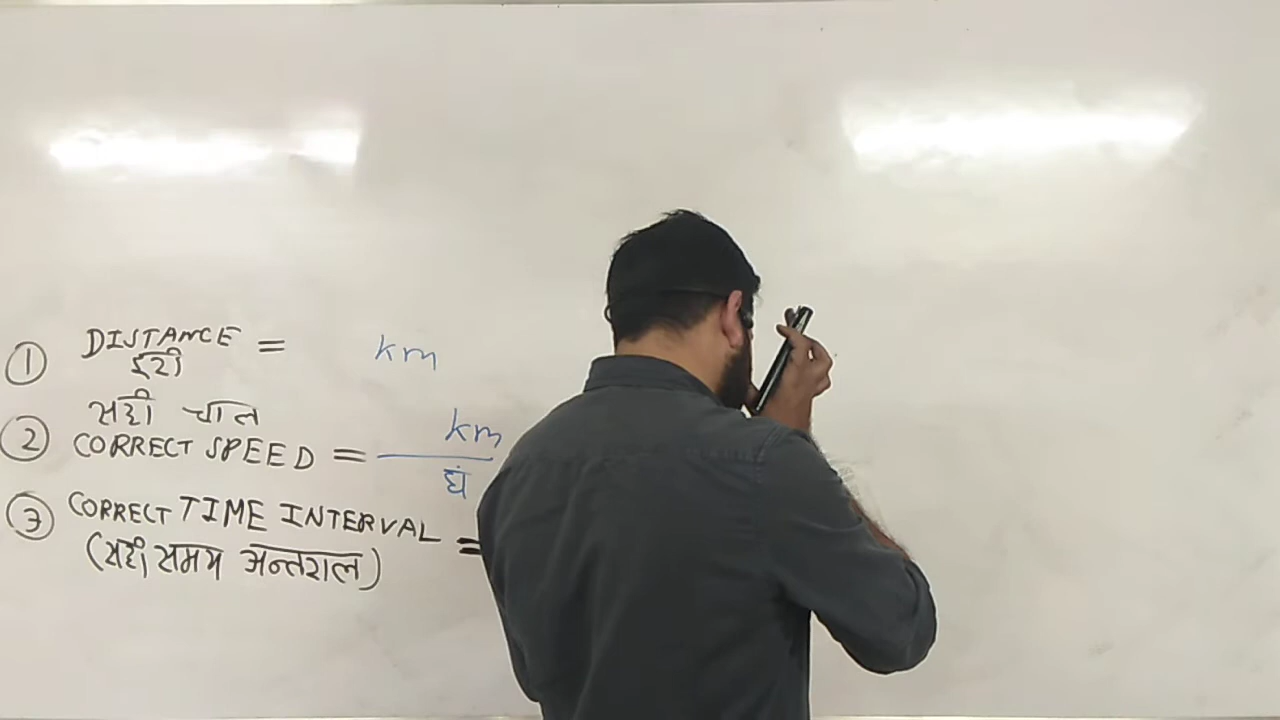 ① DISTANCE = km
दूरी
सही चाल
② CORRECT SPEED = km
घं
③ CORRECT TIME INTERVAL =
(सही समय अन्तराल)